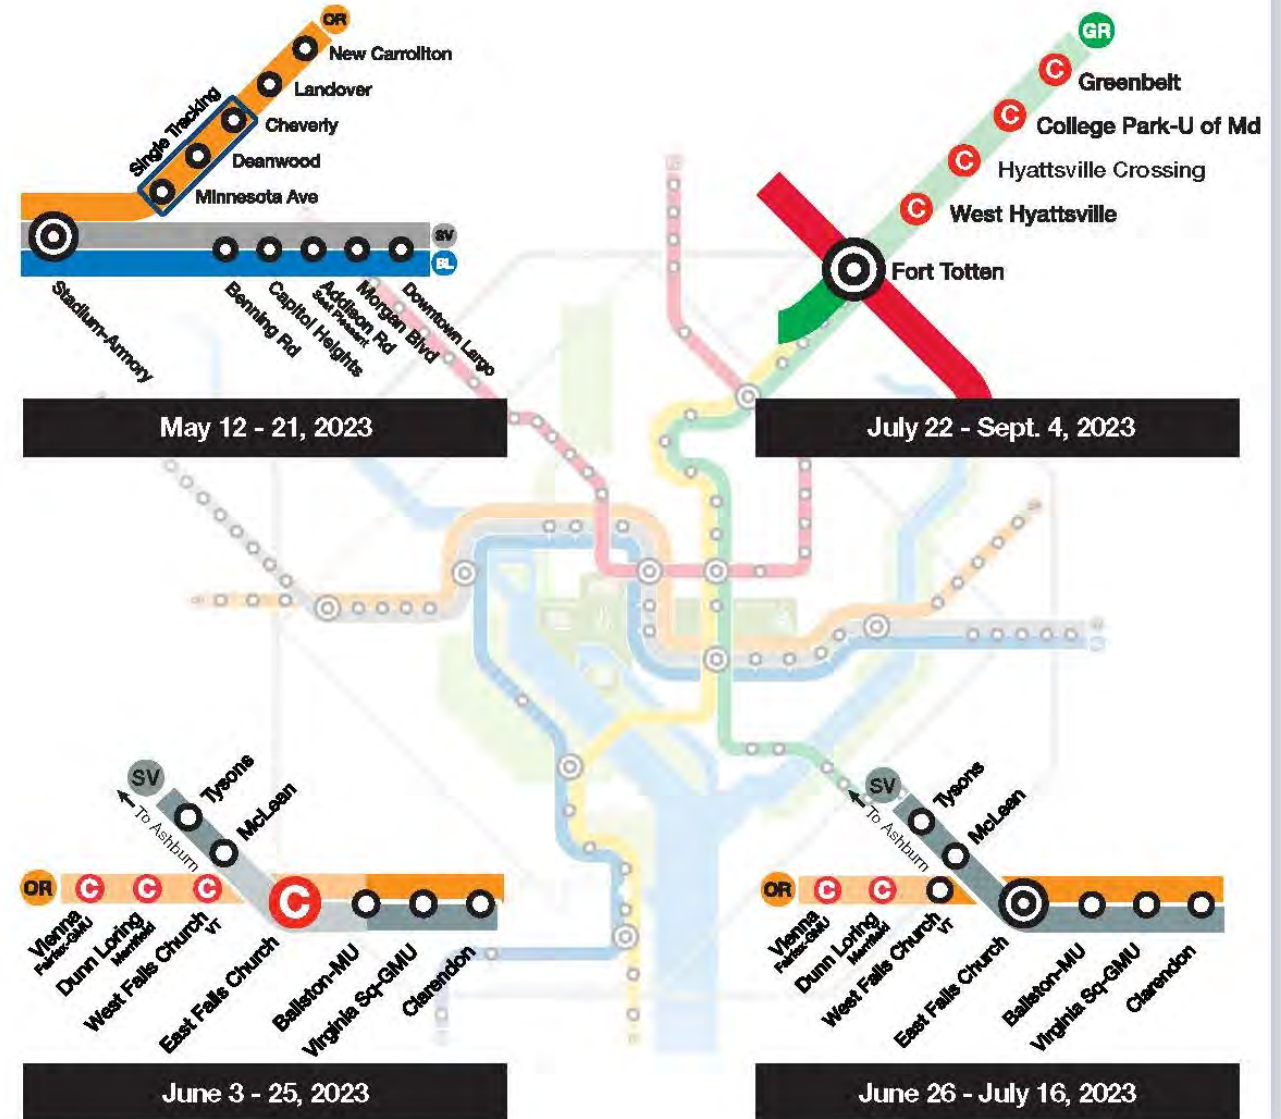 OR
New Carrollton
Landover
Cheverly
Deanwood
Minnesota Ave
Single Tracking
SV
BL
Stadium-Armory
Benning Rd
Capitol Heights
Addison Rd
Seat Pleasant
Morgan Blvd
Downtown Largo
May 12 - 21, 2023
GR
C
Greenbelt
C
College Park-U of Md
C
Hyattsville Crossing
C
West Hyattsville
Fort Totten
July 22 - Sept. 4, 2023
SV
Tysons
McLean
To Ashburn
OR
C
C
C
C
Vienna
Fairfax-GMU
Dunn Loring
Merrifield
West Falls Church
VT
East Falls Church
Ballston-MU
Virginia Sq-GMU
Clarendon
June 3 - 25, 2023
SV
Tysons
McLean
To Ashburn
OR
C
C
Vienna
Fairfax-GMU
Dunn Loring
Merrifield
West Falls Church
VT
East Falls Church
Ballston-MU
Virginia Sq-GMU
Clarendon
June 26 - July 16, 2023